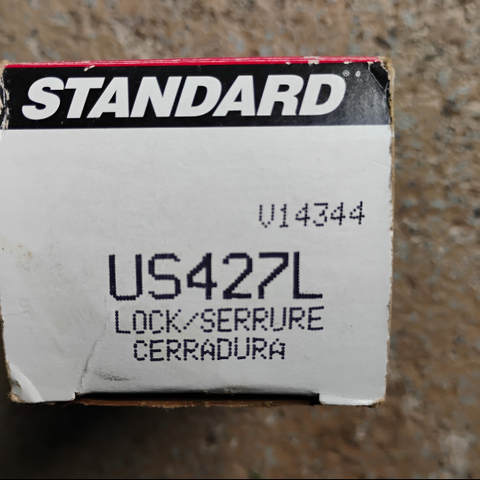 STANDARD®
V14344
US427L
LOCK/SERRURE
CERRADURA